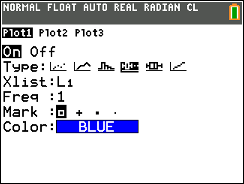 NORMAL FLOAT AUTO REAL RADIAN CL
Plot1 Plot2 Plot3
On Off
Type:
Xlist:L₁
Freq :1
Mark : + · ·
Color: BLUE